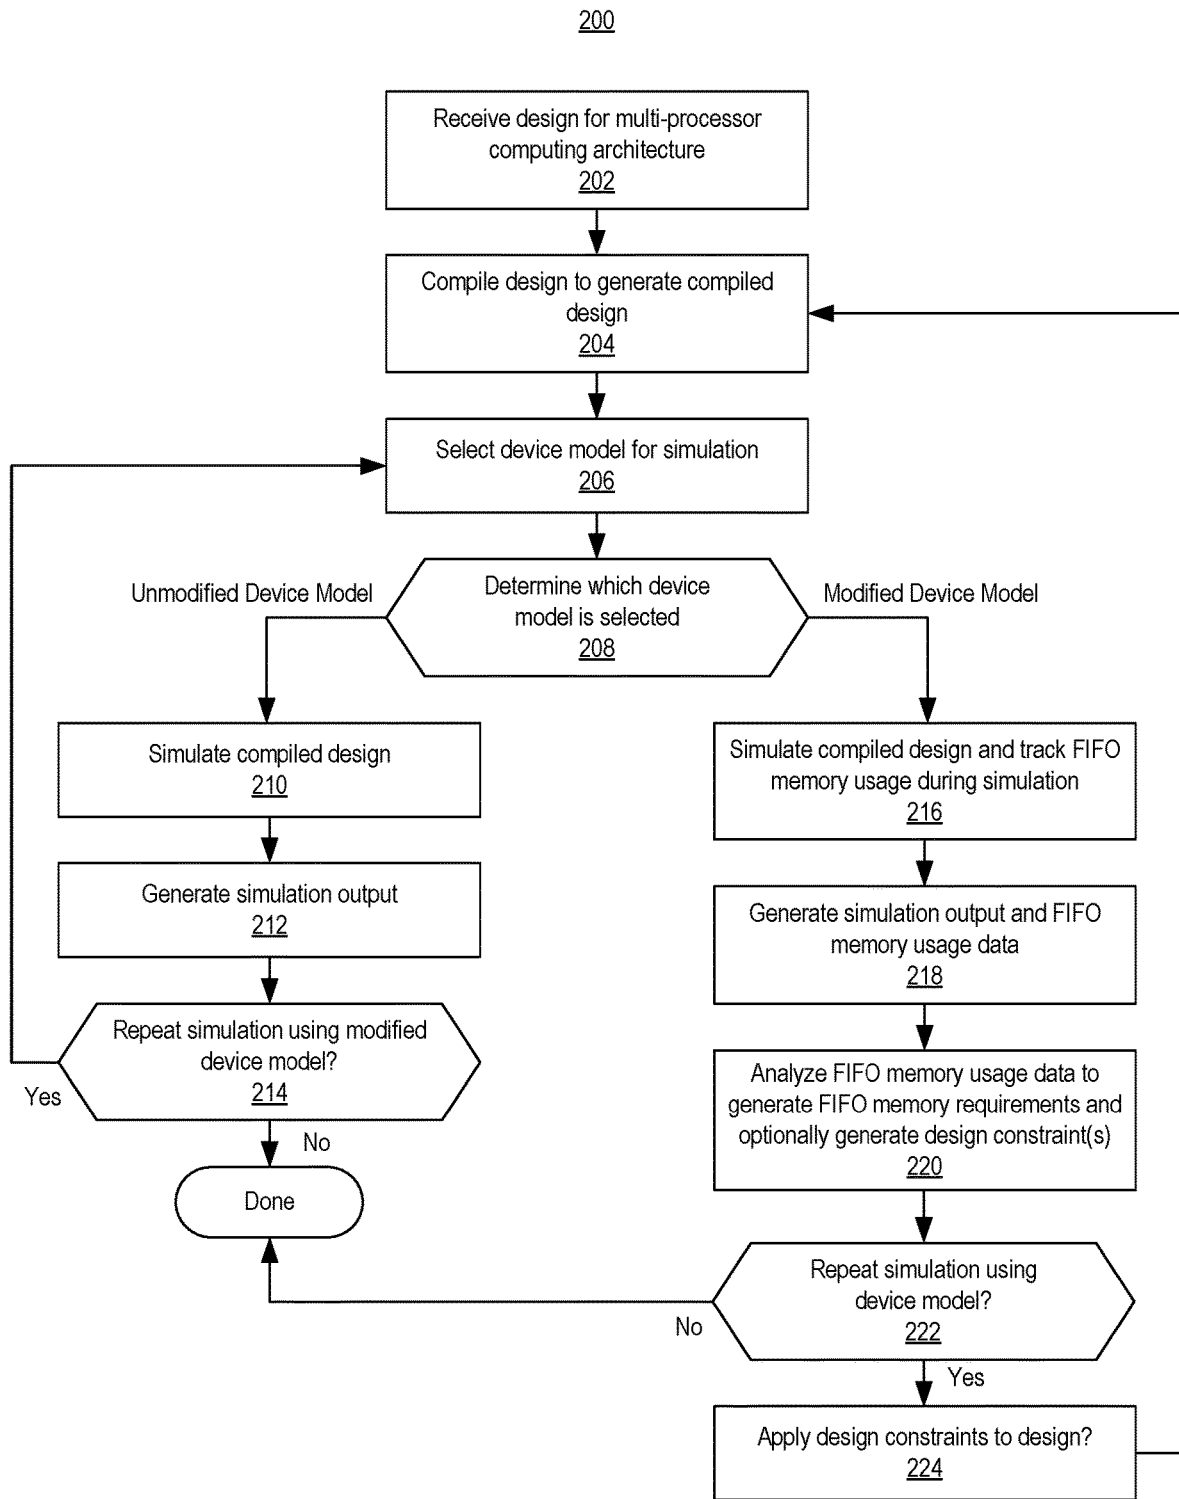 200
Receive design for multi-processor
computing architecture
202
Compile design to generate compiled
design
204
Select device model for simulation
206
Determine which device
model is selected
208
Unmodified Device Model
Modified Device Model
Simulate compiled design
210
Generate simulation output
212
Repeat simulation using modified
device model?
214
Yes
No
Done
Simulate compiled design and track FIFO
memory usage during simulation
216
Generate simulation output and FIFO
memory usage data
218
Analyze FIFO memory usage data to
generate FIFO memory requirements and
optionally generate design constraint(s)
220
Repeat simulation using
device model?
222
No
Yes
Apply design constraints to design?
224